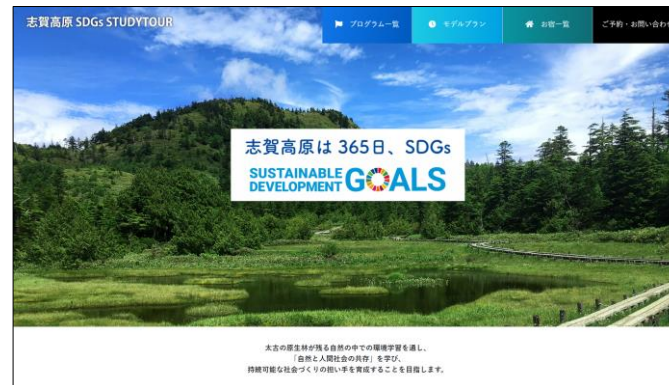 志賀高原 SDGs STUDYTOUR
プログラム一覧
モデルプラン
お宿一覧
ご予約・お問い合わせ
志賀高原は 365日、SDGs
SUSTAINABLE
DEVELOPMENT GOALS
太古の原生林が残る自然の中での環境学習を通し、
「自然と人間社会の共存」を学び、
持続可能な社会づくりの担い手を育成することを目指します。